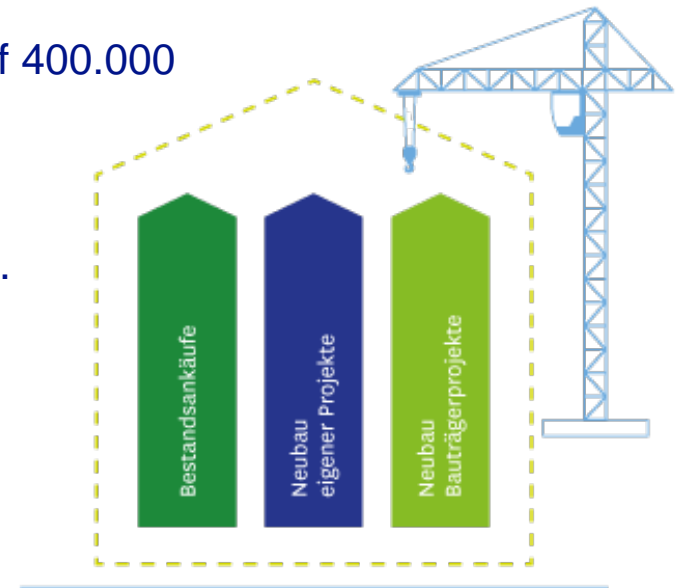 f 400.000
.
Bestandsankäufe
Neubau
eigener Projekte
Neubau
Bauträgerprojekte